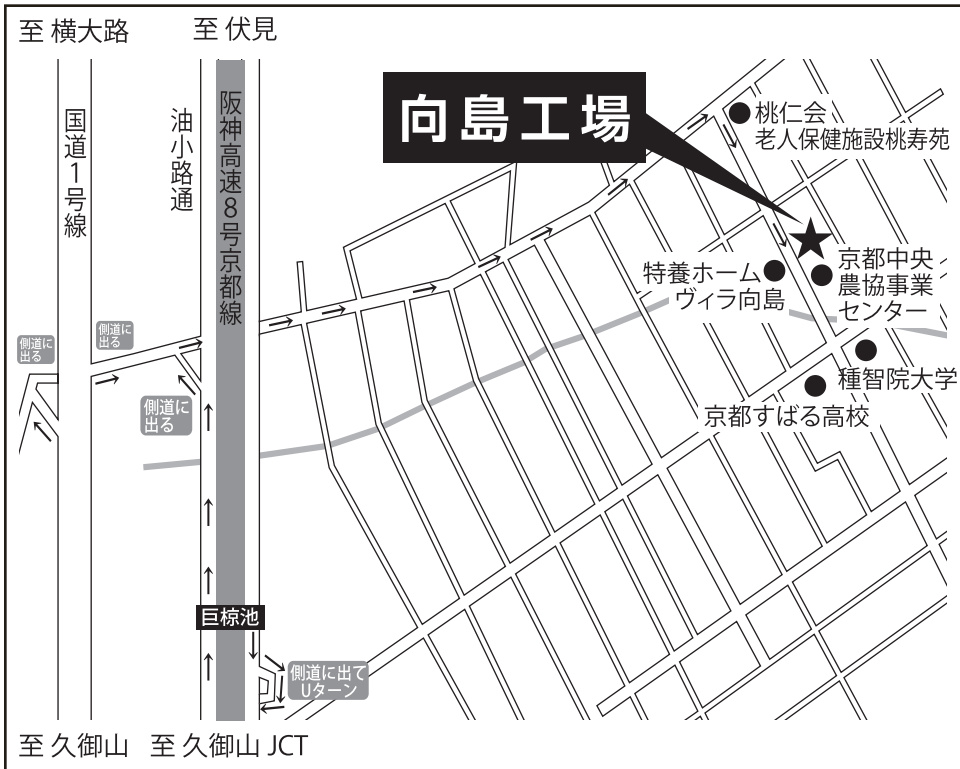 至 横大路
至 伏見
国道1号線
油小路通
阪神高速8号京都線
向島工場
桃仁会
老人保健施設桃寿苑
特養ホーム
ヴィラ向島
京都中央
農協事業
センター
種智院大学
京都すばる高校
側道に
出る
側道に
出る
側道に
出る
巨椋池
側道に出て
Uターン
至 久御山
至 久御山 JCT